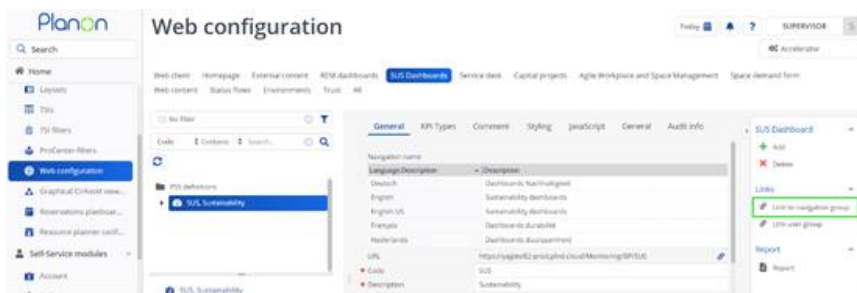 Planon
Web configuration
Today
?
SUPERVISOR
S
Search
Accelerator
Home
Web client Homepage External content REM dashboards SUS Dashboards Service desk Capital projects Agile Workplace and Space Management Space demand form
Web content Status flows Environments Trust All
Layouts
TSIs
TSI filters
ProCenter filters
Web configuration
Graphical CI/Asset view...
Reservations planboar...
Resource planner confi...
Self-Service modules
Account
No filter
Code Contains Search...
PSS definitions
SUS, Sustainability
SUS, Sustainability
General KPI Types Comment Styling JavaScript General Audit info
Navigation name
Language.Description Description
Deutsch Dashboards Nachhaltigkeit
English Sustainability dashboards
English US Sustainability dashboards
Français Dashboards durabilité
Nederlands Dashboards duurzaamheid
URL
Code SUS
Description Sustainability
SUS Dashboard
Add
Delete
Links
Link to navigation group
Link user group
Report
Report